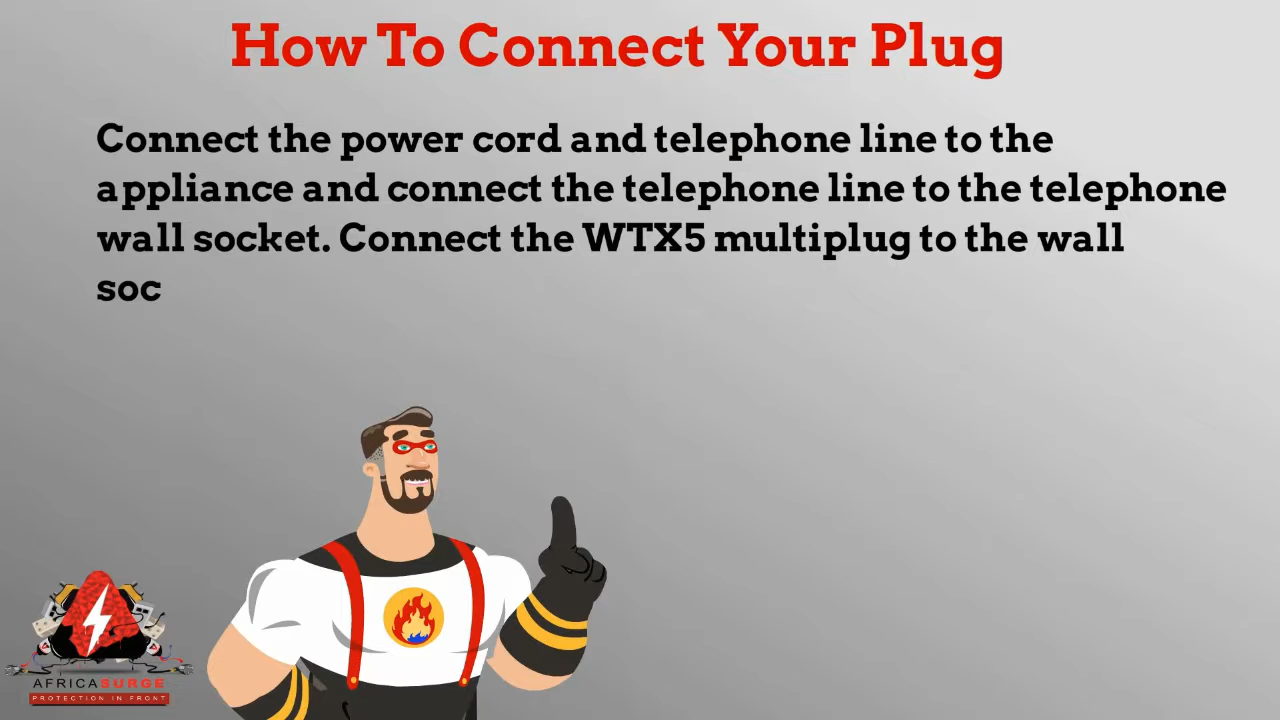 How To Connect Your Plug
Connect the power cord and telephone line to the
appliance and connect the telephone line to the telephone
wall socket. Connect the WTX5 multiplug to the wall
soc
AFRICASURGE
PROTECTION IN FRONT